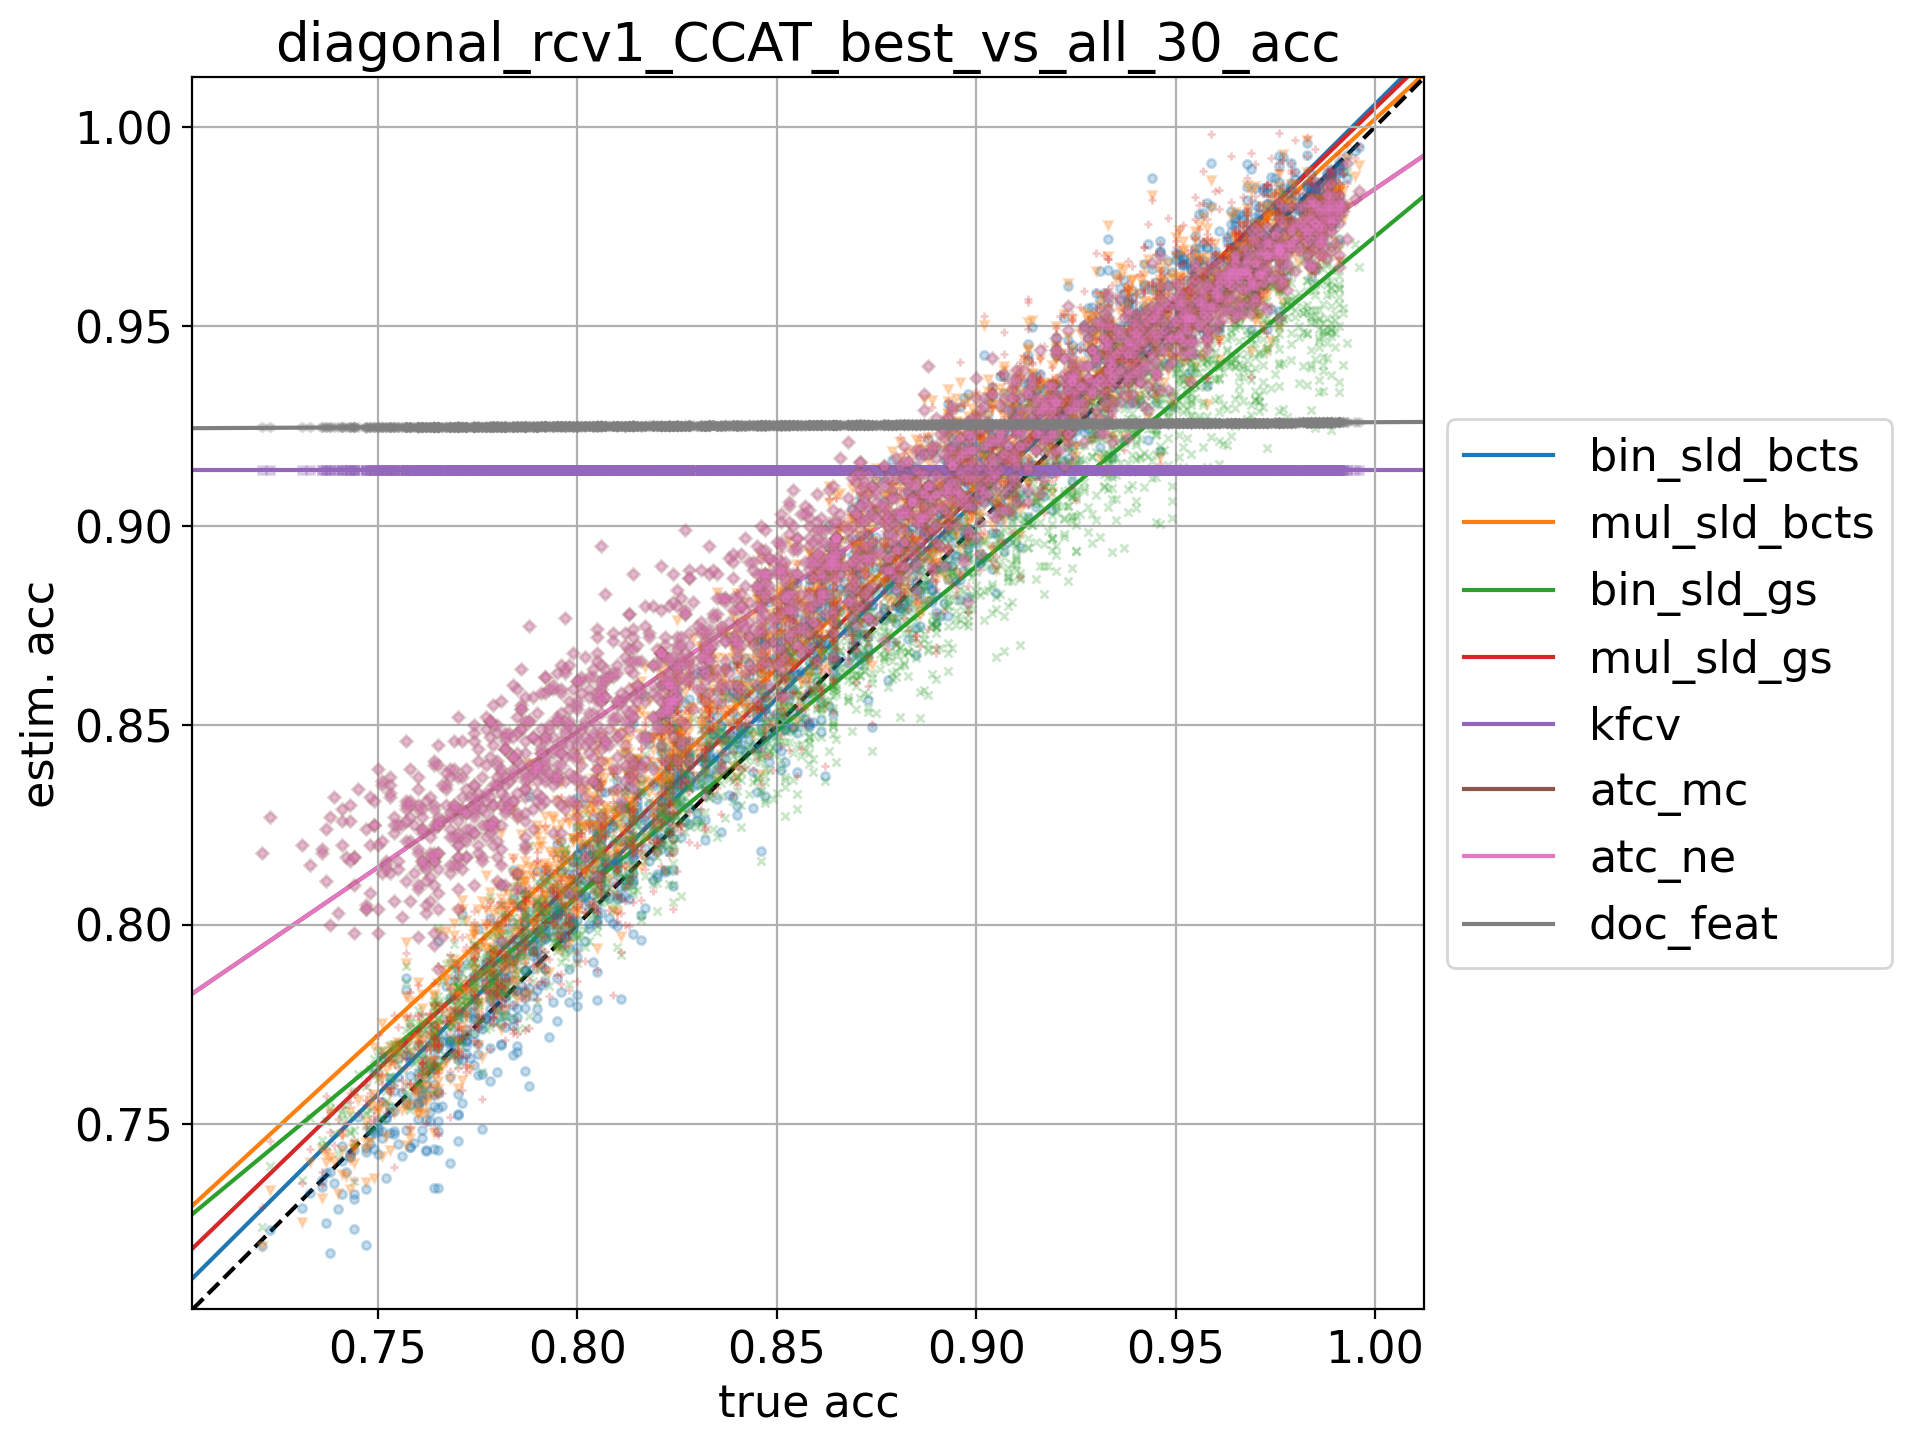 diagonal_rcv1_CCAT_best_vs_all_30_acc
1.00
0.95
0.90
0.85
0.80
0.75
estim. acc
0.75 0.80 0.85 0.90 0.95 1.00
true acc
bin_sld_bcts
mul_sld_bcts
bin_sld_gs
mul_sld_gs
kfcv
atc_mc
atc_ne
doc_feat